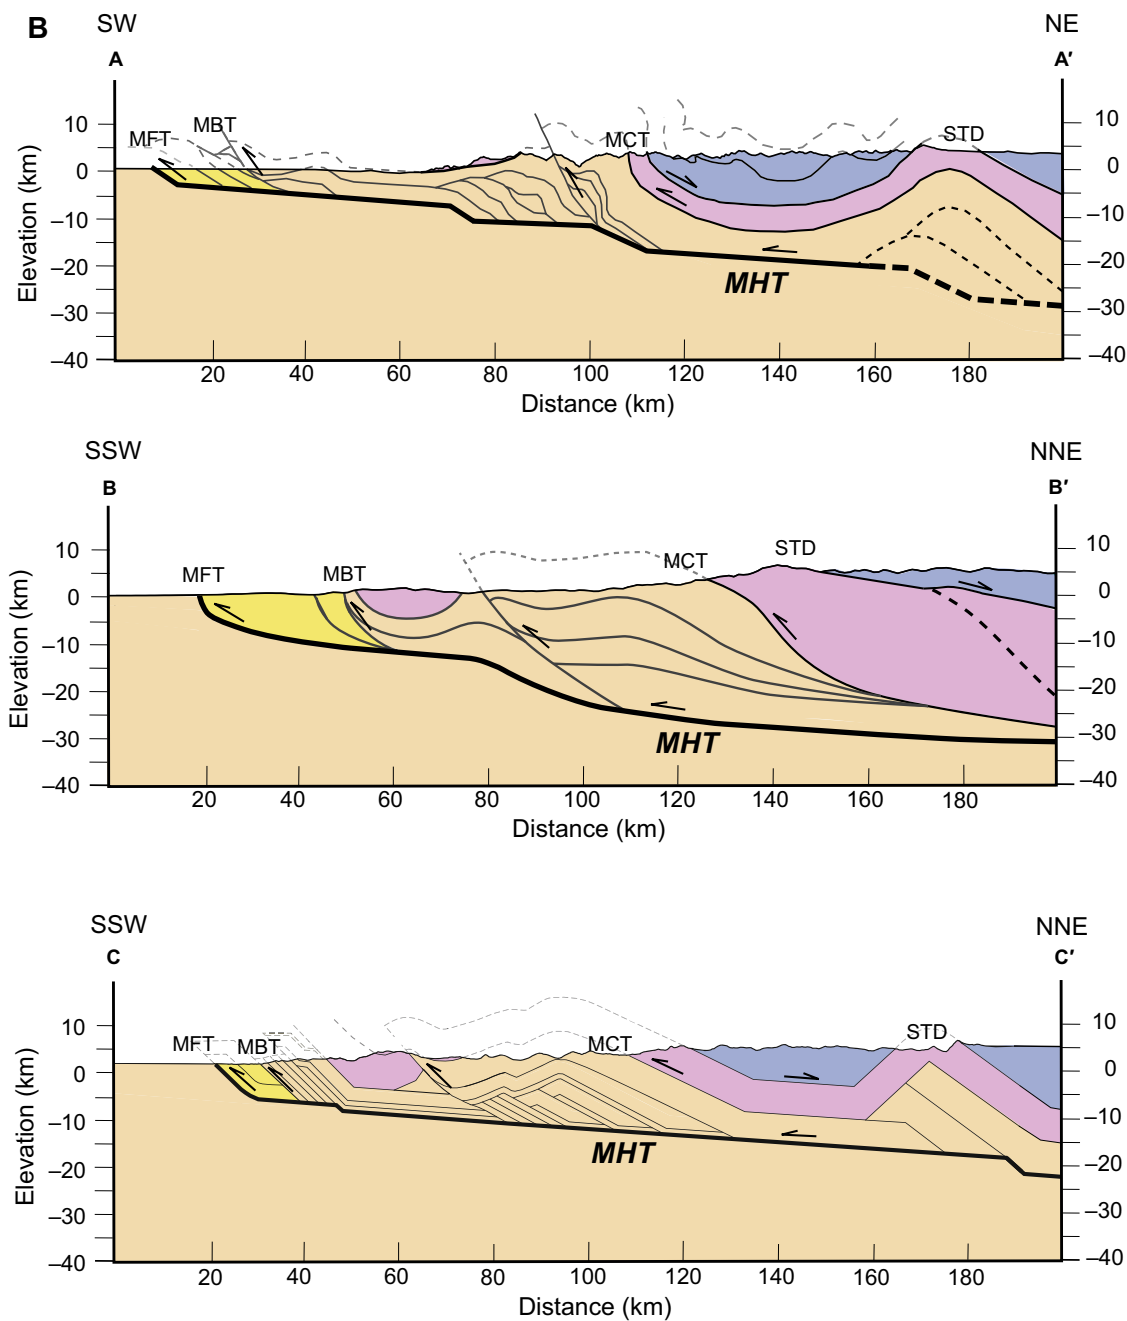 B
SW
NE
A
A′
MFT
MBT
MCT
STD
10
0
–10
–20
–30
–40
10
0
–10
–20
–30
–40
Elevation (km)
MHT
20 40 60 80 100 120 140 160 180
Distance (km)
SSW
NNE
B
B′
MFT
MBT
MCT
STD
10
0
–10
–20
–30
–40
10
0
–10
–20
–30
–40
Elevation (km)
MHT
20 40 60 80 100 120 140 160 180
Distance (km)
SSW
NNE
C
C′
MFT
MBT
MCT
STD
10
0
–10
–20
–30
–40
10
0
–10
–20
–30
–40
Elevation (km)
MHT
20 40 60 80 100 120 140 160 180
Distance (km)